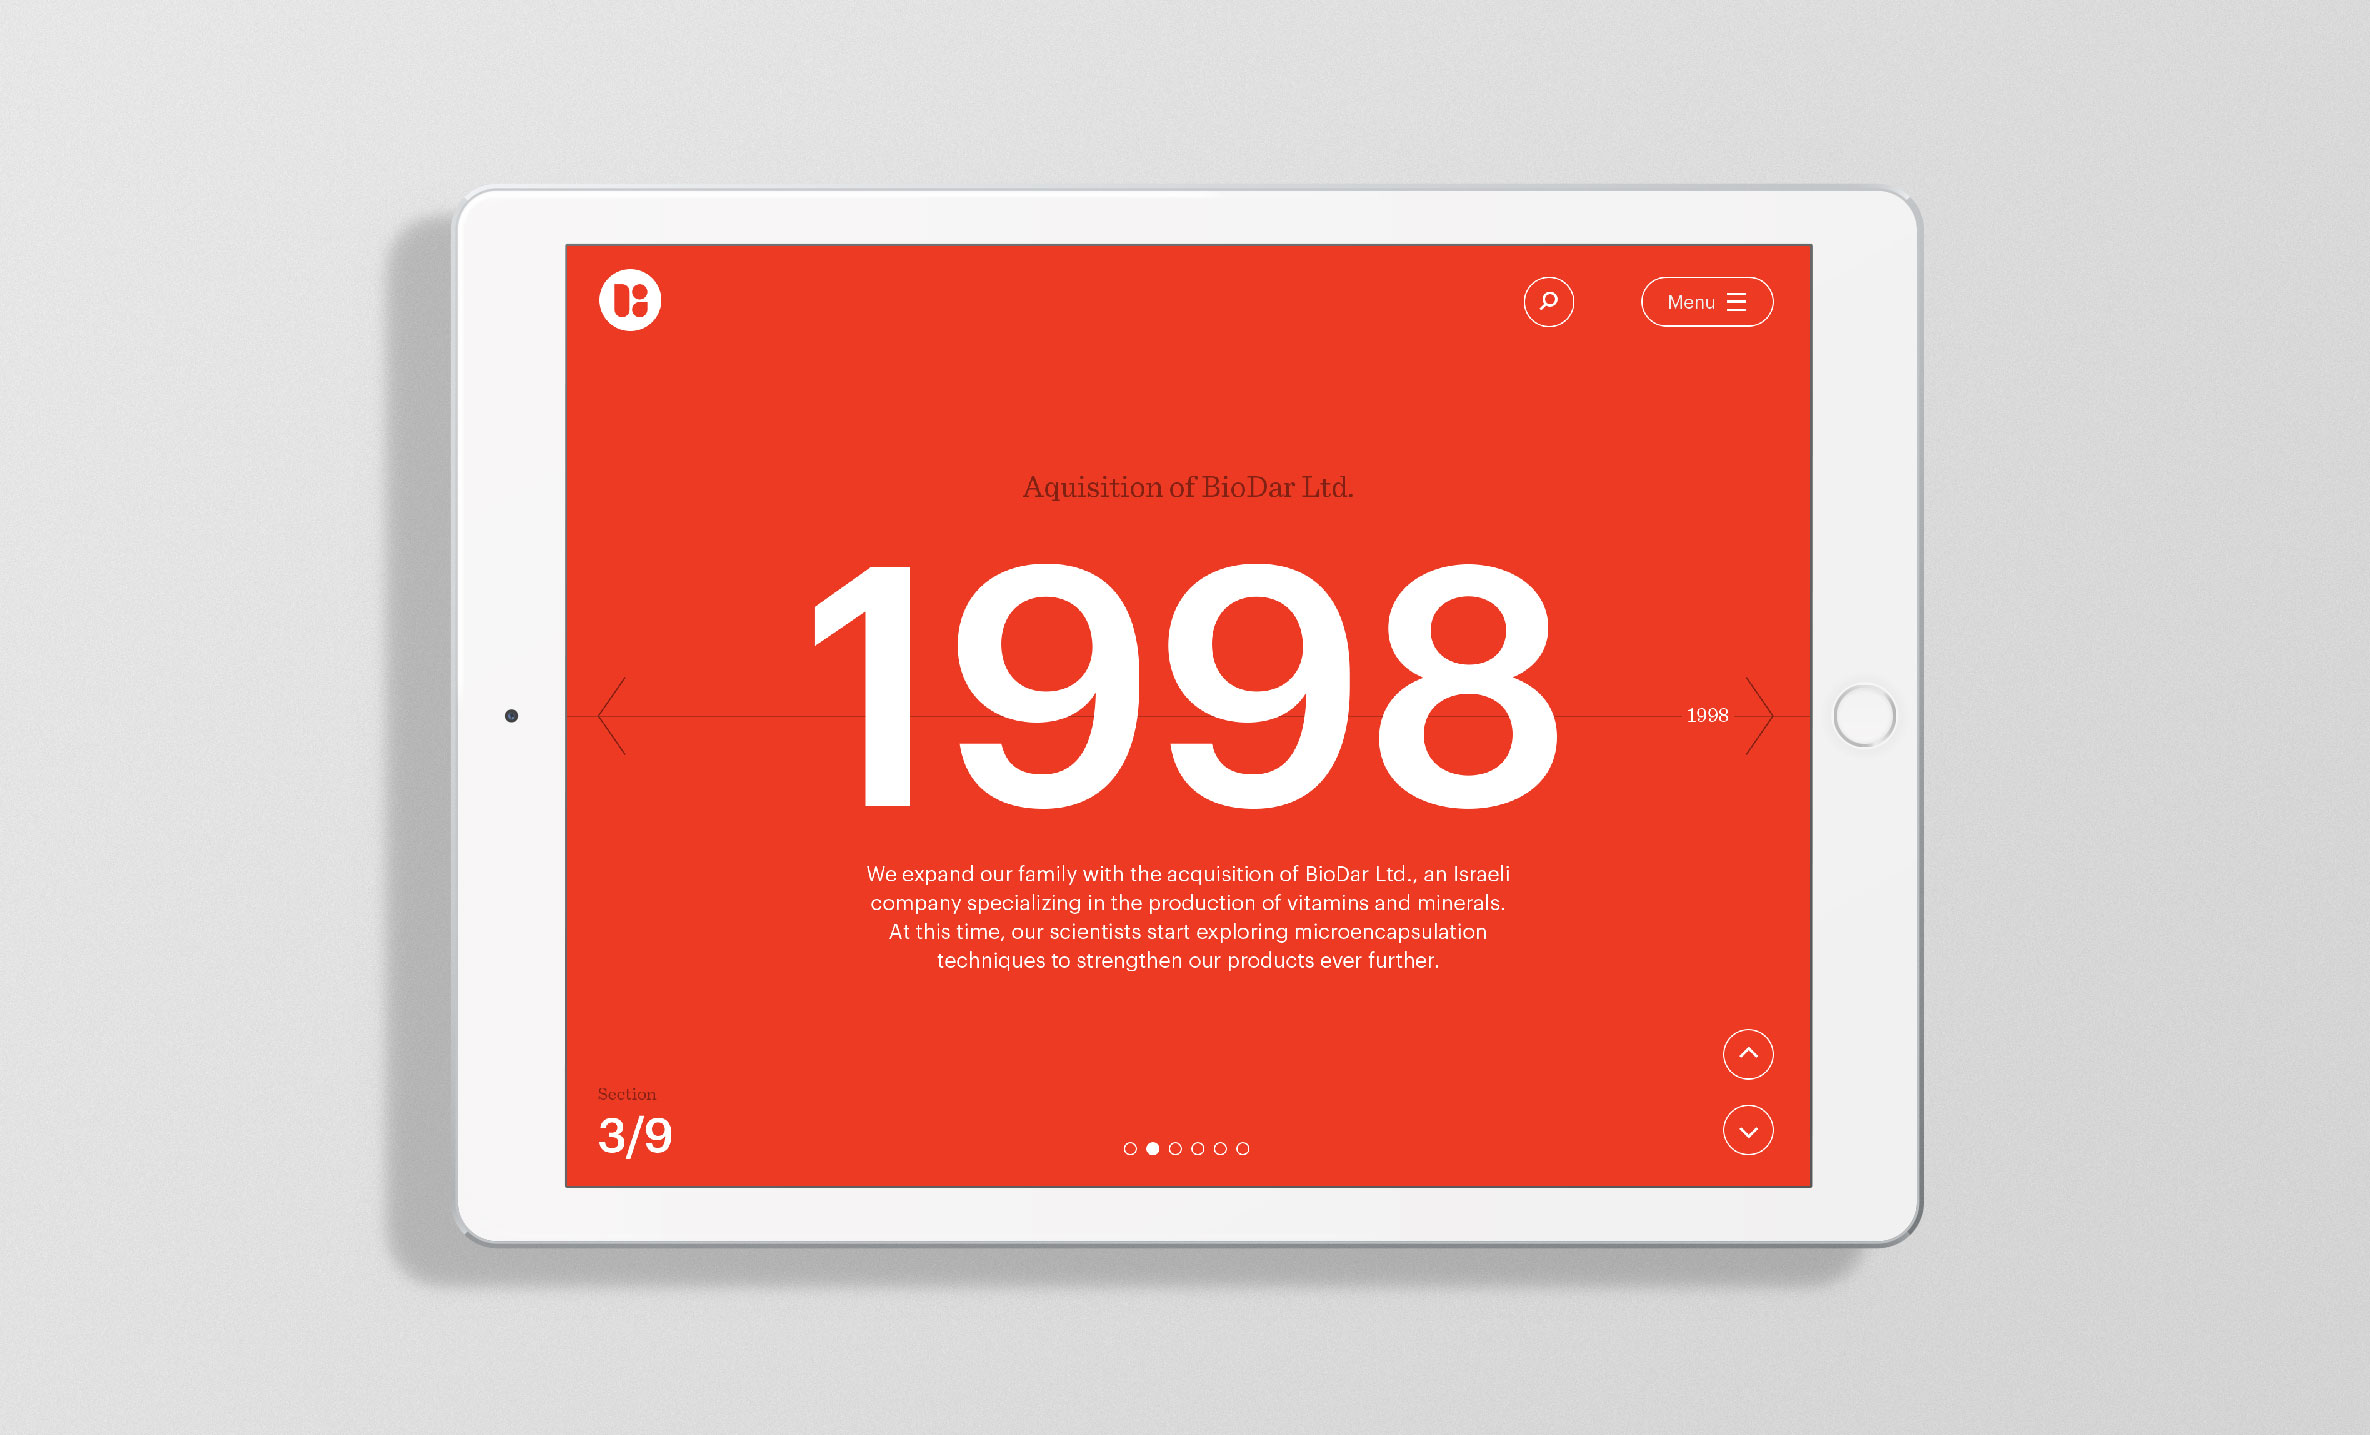 Menu
Aquisition of BioDar Ltd.
1998
1998
We expand our family with the acquisition of BioDar Ltd., an Israeli
company specializing in the production of vitamins and minerals.
At this time, our scientists start exploring microencapsulation
techniques to strengthen our products ever further.
Section
3/9